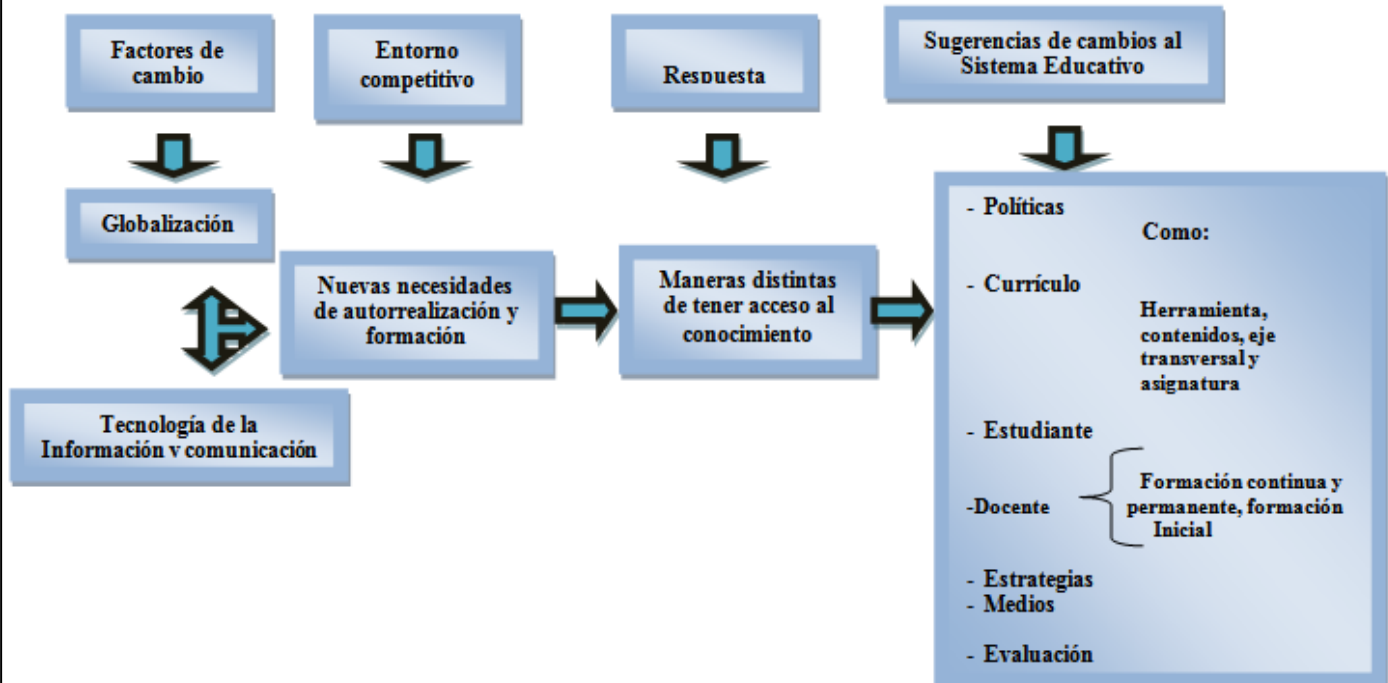 Factores de
cambio
Entorno
competitivo
Respuesta
Sugerencias de cambios al
Sistema Educativo
Globalización
Tecnología de la
Información y comunicación
Nuevas necesidades
de autorrealización y
formación
Maneras distintas
de tener acceso al
conocimiento
- Políticas
Como:
- Currículo
Herramienta,
contenidos, eje
transversal y
asignatura
- Estudiante
-Docente
Formación continua y
permanente, formación
Inicial
- Estrategias
- Medios
- Evaluación